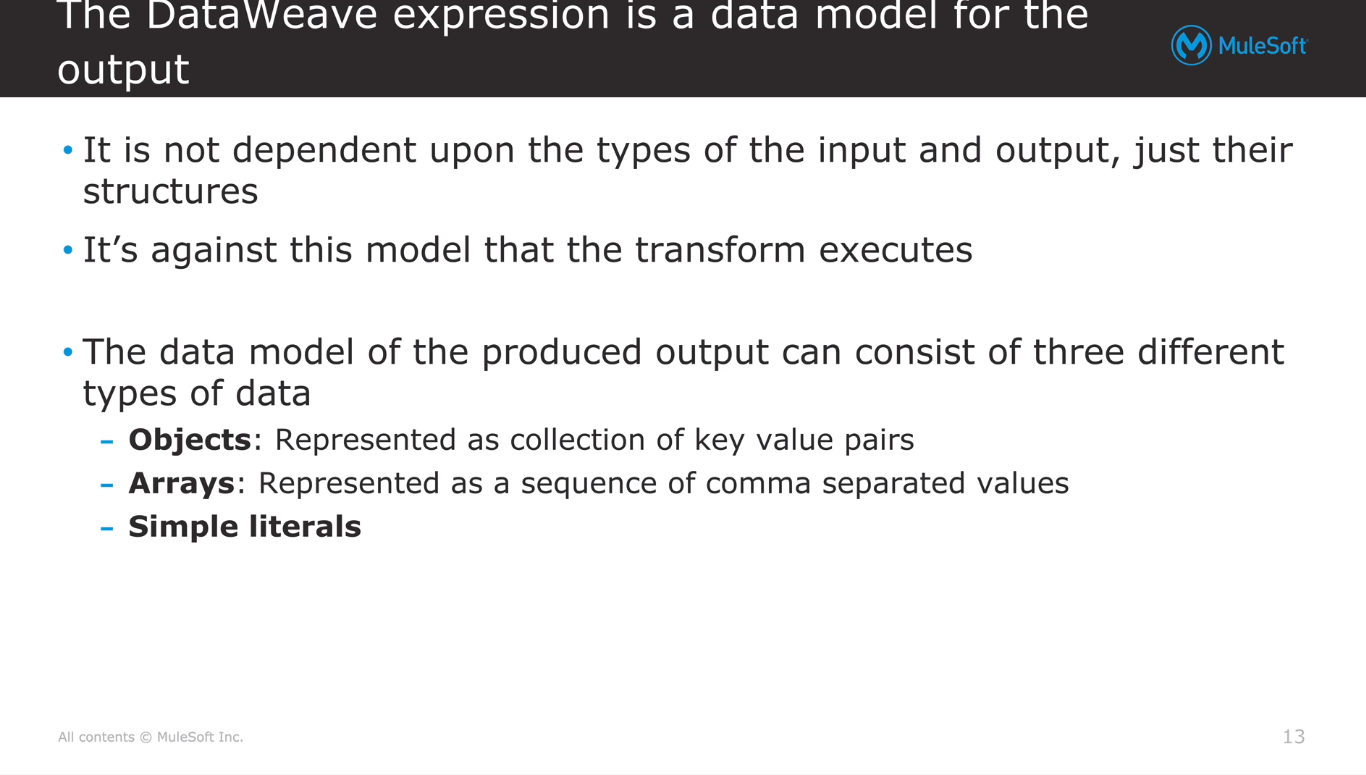 The DataWeave expression is a data model for the
output
MuleSoft
• It is not dependent upon the types of the input and output, just their
structures
• It’s against this model that the transform executes
• The data model of the produced output can consist of three different
types of data
– Objects: Represented as collection of key value pairs
– Arrays: Represented as a sequence of comma separated values
– Simple literals
All contents © MuleSoft Inc.
13